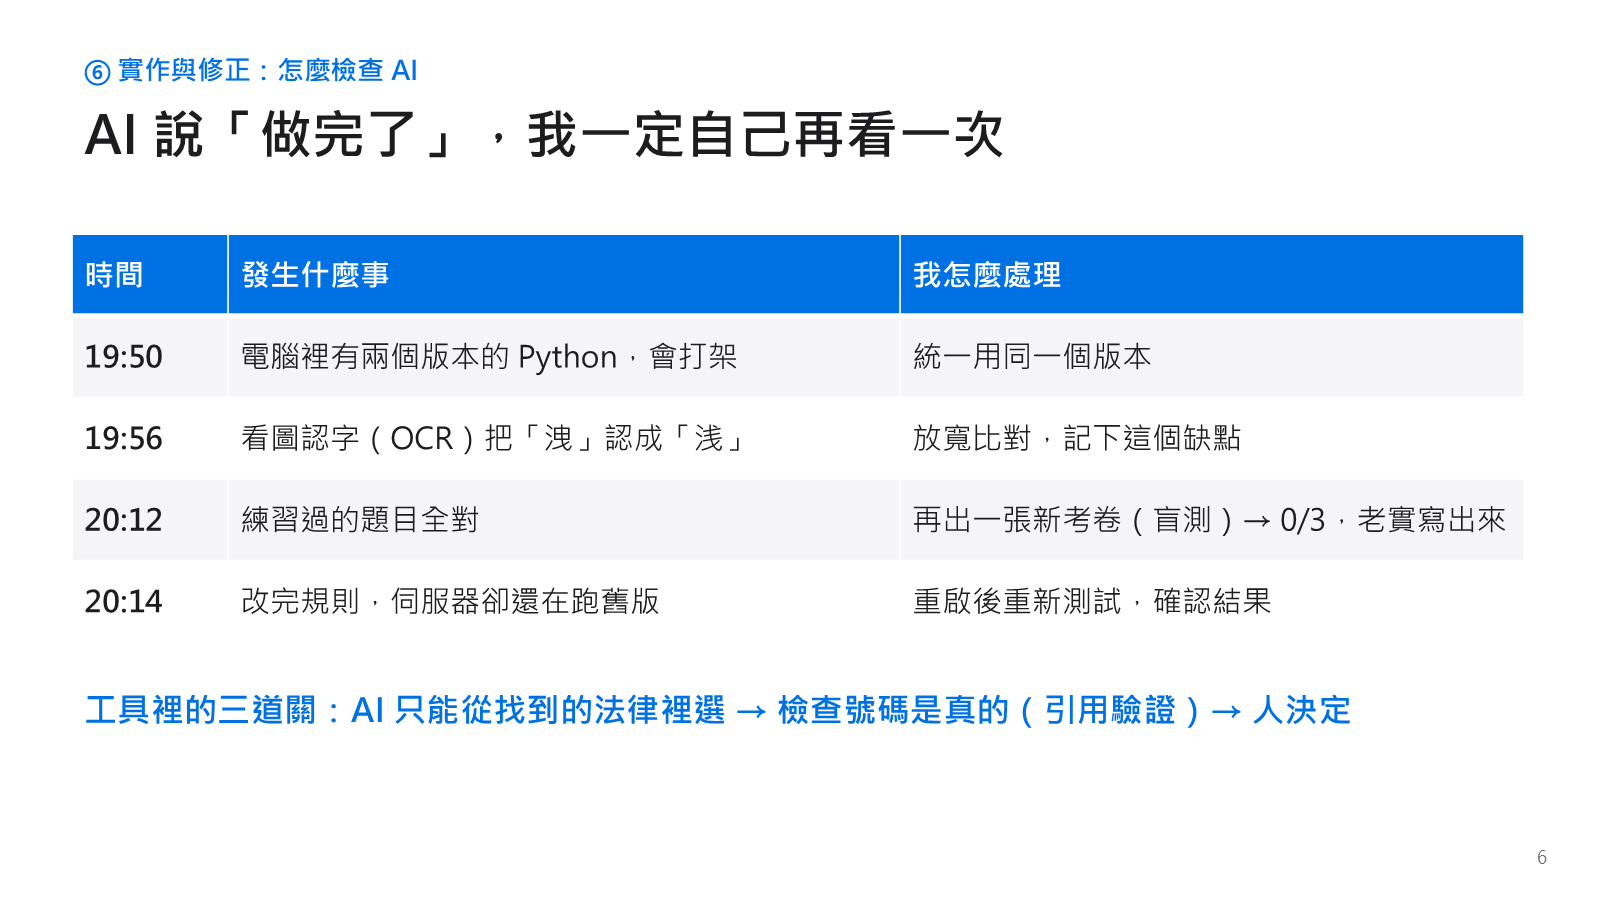 ⑥ 實作與修正：怎麼檢查 AI
AI 說「做完了」，我一定自己再看一次
時間 發生什麼事 我怎麼處理
19:50 電腦裡有兩個版本的 Python，會打架 統一用同一個版本
19:56 看圖認字（OCR）把「洩」認成「浅」 放寬比對，記下這個缺點
20:12 練習過的題目全對 再出一張新考卷（盲測）→ 0/3，老實寫出來
20:14 改完規則，伺服器卻還在跑舊版 重啟後重新測試，確認結果
工具裡的三道關：AI 只能從找到的法律裡選 → 檢查號碼是真的（引用驗證）→ 人決定
6